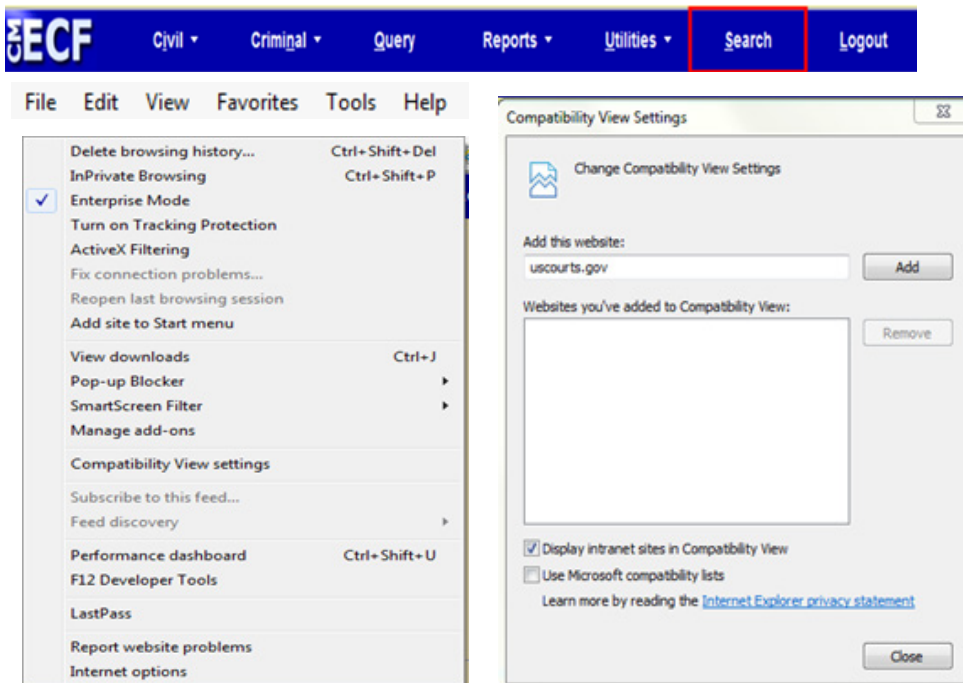 CM ECF Civil Criminal Query Reports Utilities Search Logout
File Edit View Favorites Tools Help
Delete browsing history... Ctrl+Shift+Del
InPrivate Browsing Ctrl+Shift+P
Enterprise Mode
Turn on Tracking Protection
ActiveX Filtering
Fix connection problems...
Reopen last browsing session
Add site to Start menu
View downloads Ctrl+J
Pop-up Blocker
SmartScreen Filter
Manage add-ons
Compatibility View settings
Subscribe to this feed...
Feed discovery
Performance dashboard Ctrl+Shift+U
F12 Developer Tools
LastPass
Report website problems
Internet options
Compatibility View Settings
Change Compatibility View Settings
Add this website:
uscourts.gov Add
Websites you've added to Compatibility View:
Remove
Display intranet sites in Compatibility View
Use Microsoft compatibility lists
Learn more by reading the Internet Explorer privacy statement
Close